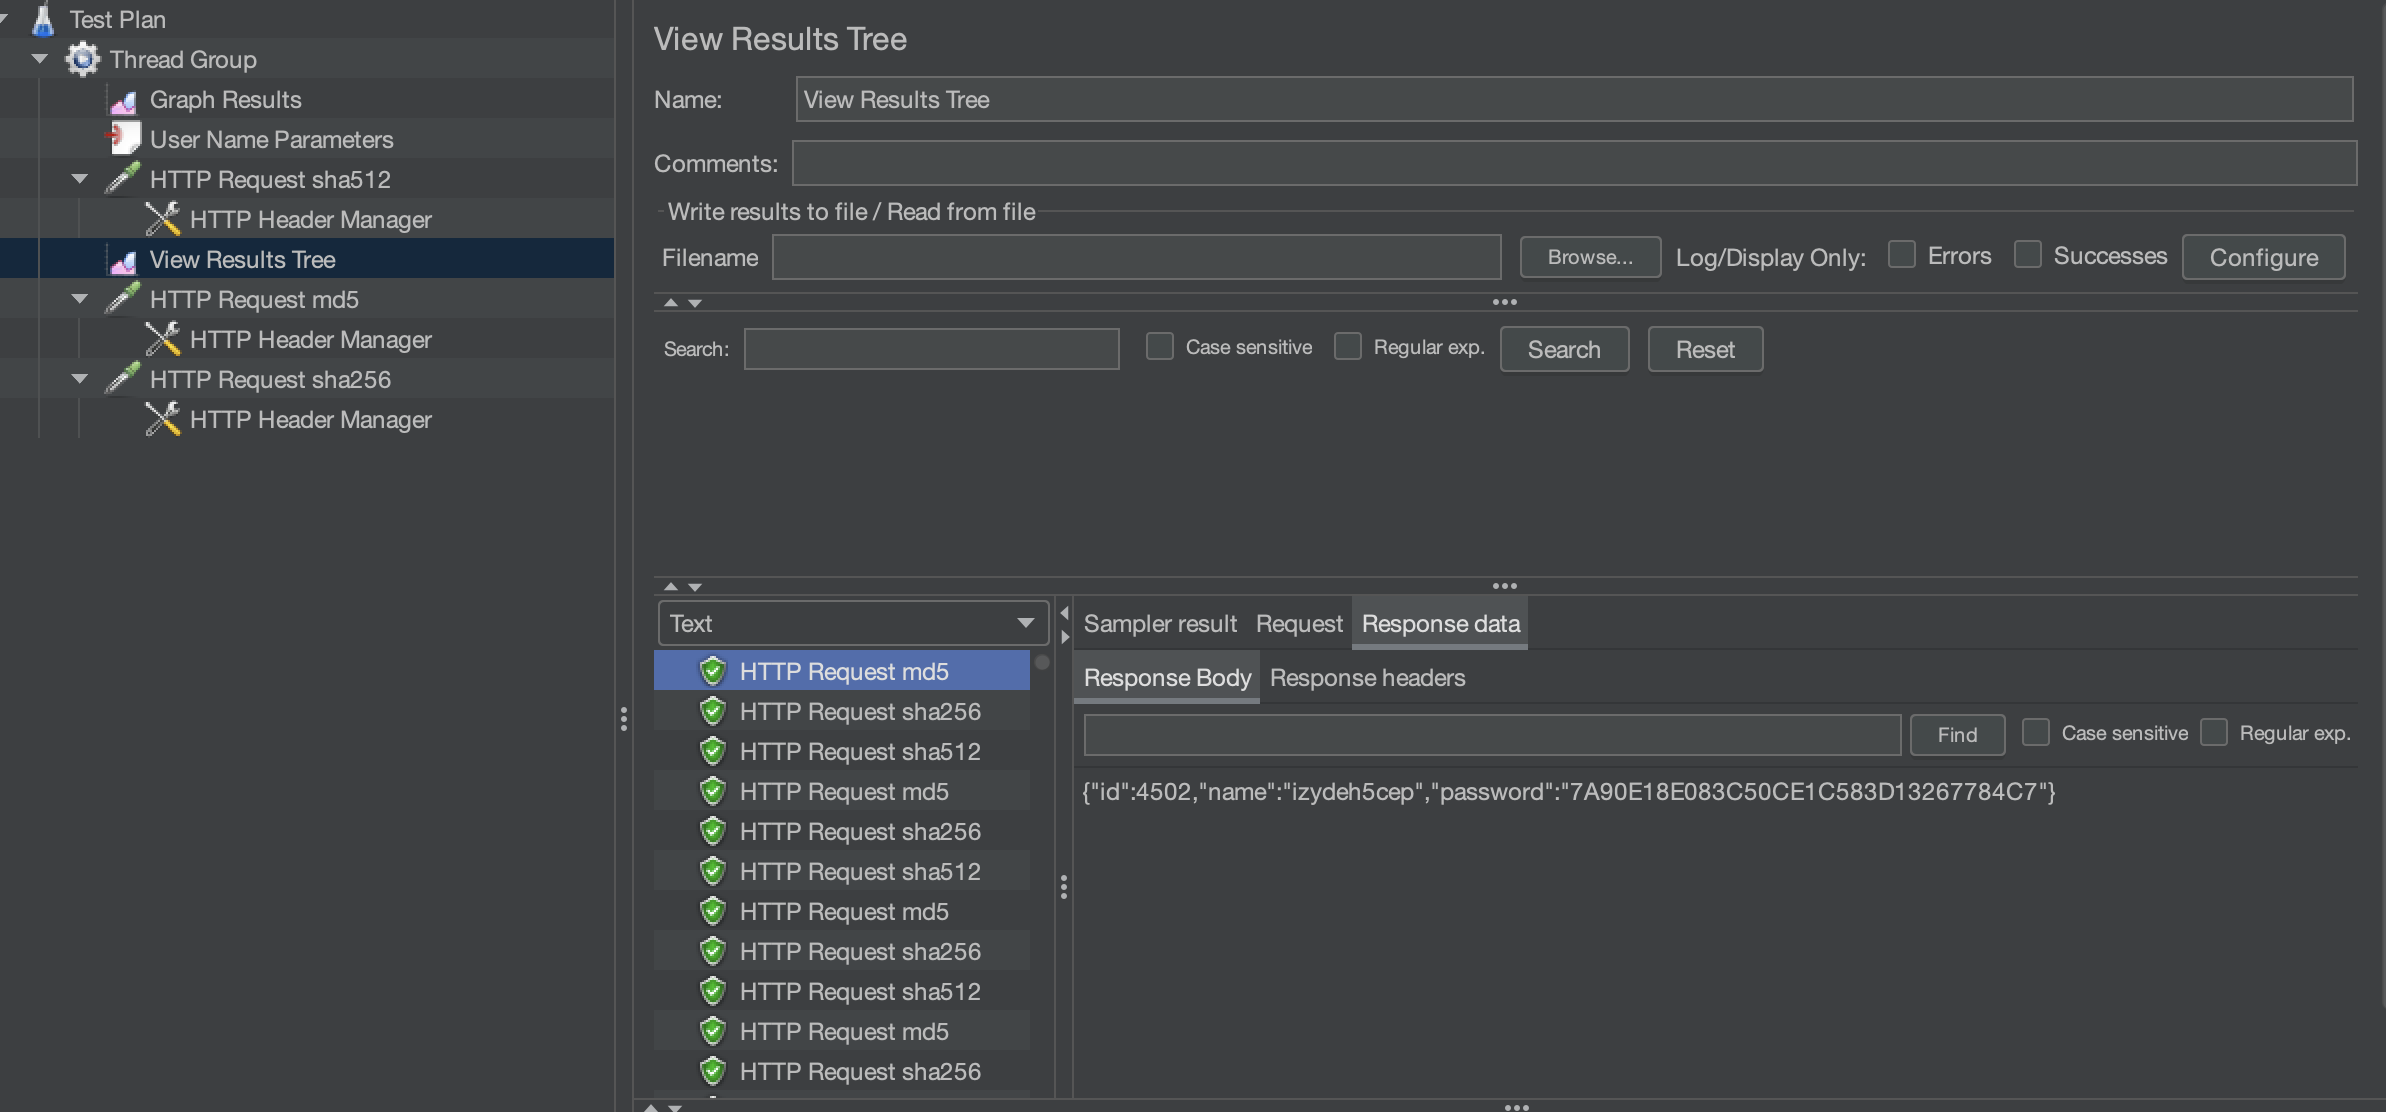 Test Plan
Thread Group
Graph Results
User Name Parameters
HTTP Request sha512
HTTP Header Manager
View Results Tree
HTTP Request md5
HTTP Header Manager
HTTP Request sha256
HTTP Header Manager
View Results Tree
Name: View Results Tree
Comments:
Write results to file / Read from file
Filename Browse... Log/Display Only: Errors Successes Configure
Search: Case sensitive Regular exp. Search Reset
Text
HTTP Request md5
HTTP Request sha256
HTTP Request sha512
HTTP Request md5
HTTP Request sha256
HTTP Request sha512
HTTP Request md5
HTTP Request sha256
HTTP Request sha512
HTTP Request md5
HTTP Request sha256
Sampler result Request Response data
Response Body Response headers
Find Case sensitive Regular exp.
{"id":4502,"name":"izydeh5cep","password":"7A90E18E083C50CE1C583D13267784C7"}